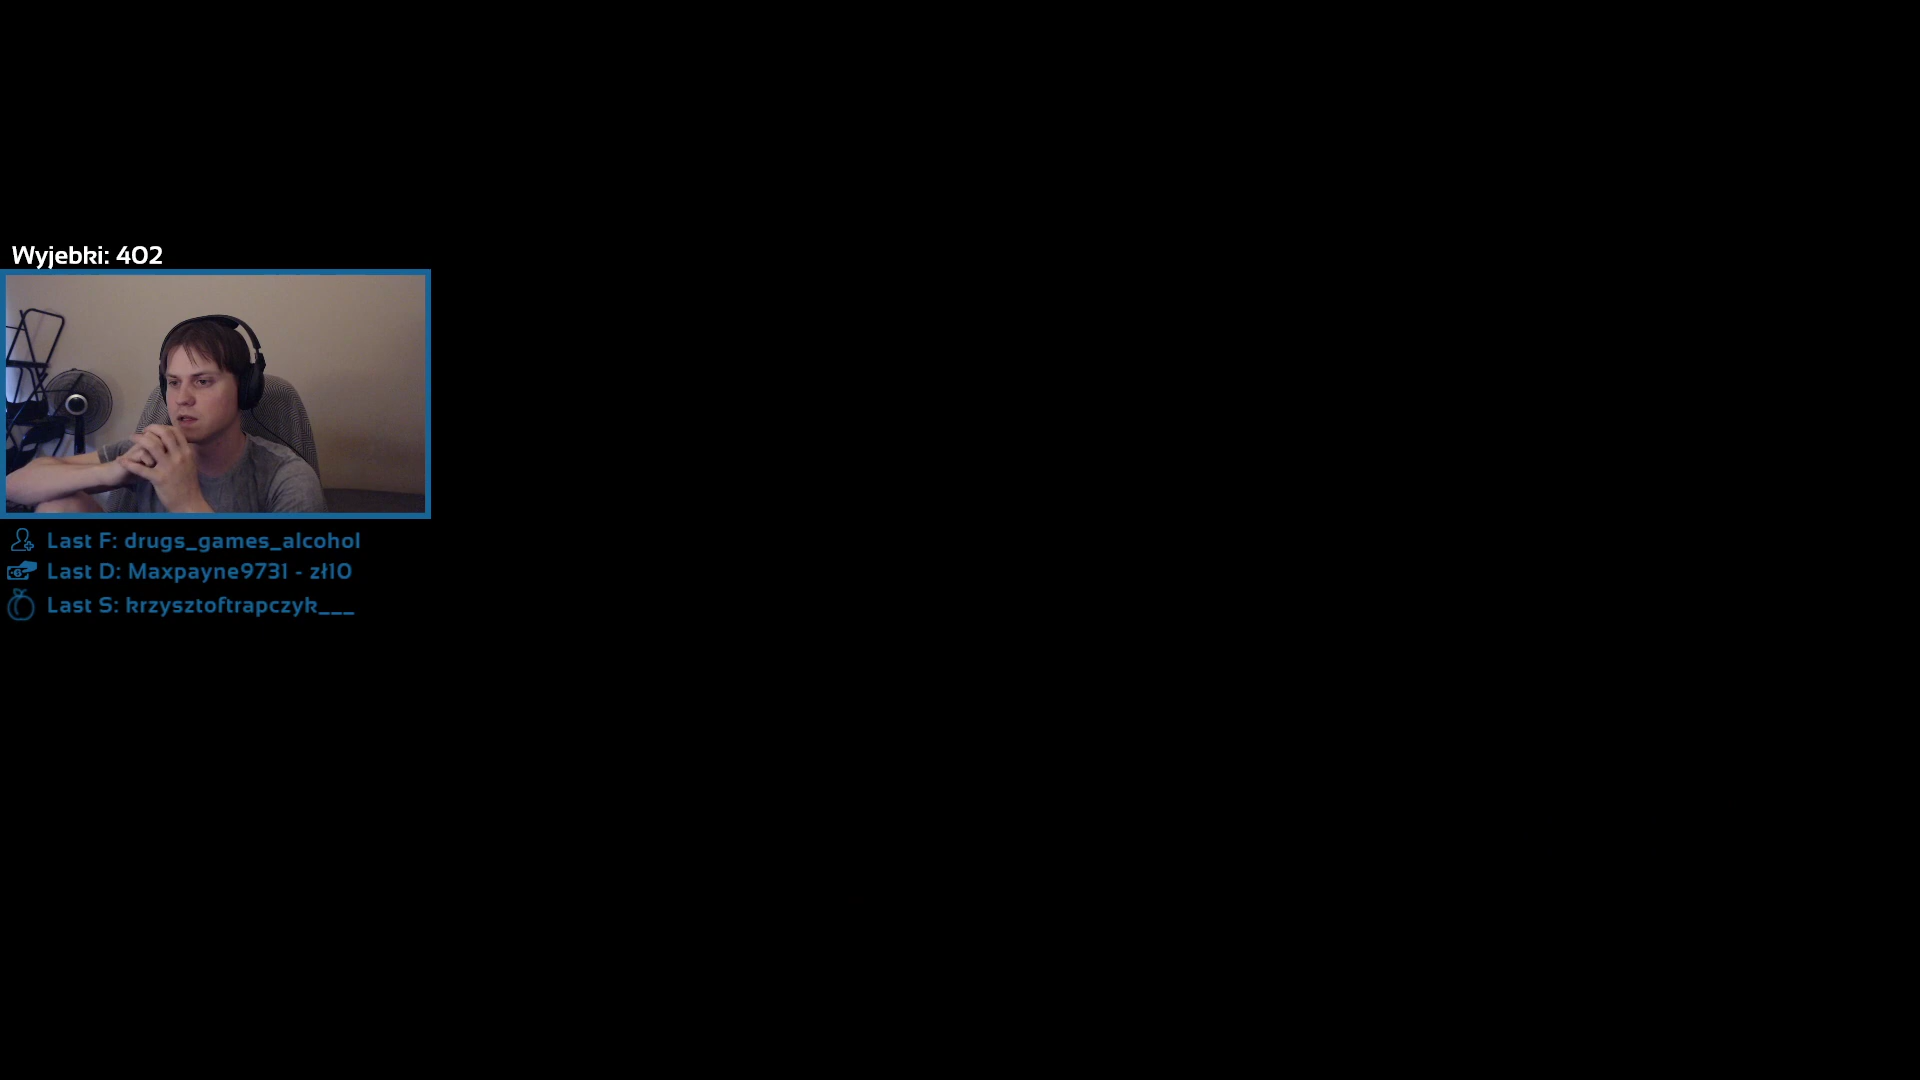 Wyjebki: 402
Last F: drugs_games_alcohol
Last D: Maxpayne9731 - zł10
Last S: krzysztoftrapczyk___